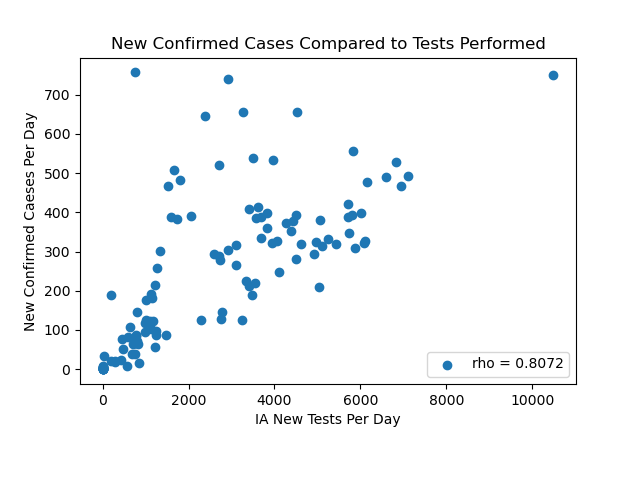 New Confirmed Cases Compared to Tests Performed
New Confirmed Caeses Per Day
700
600
500
400
300
200
100
0
rho = 0.8072
0 2000 4000 6000 8000 10000
IA New Tests Per Day